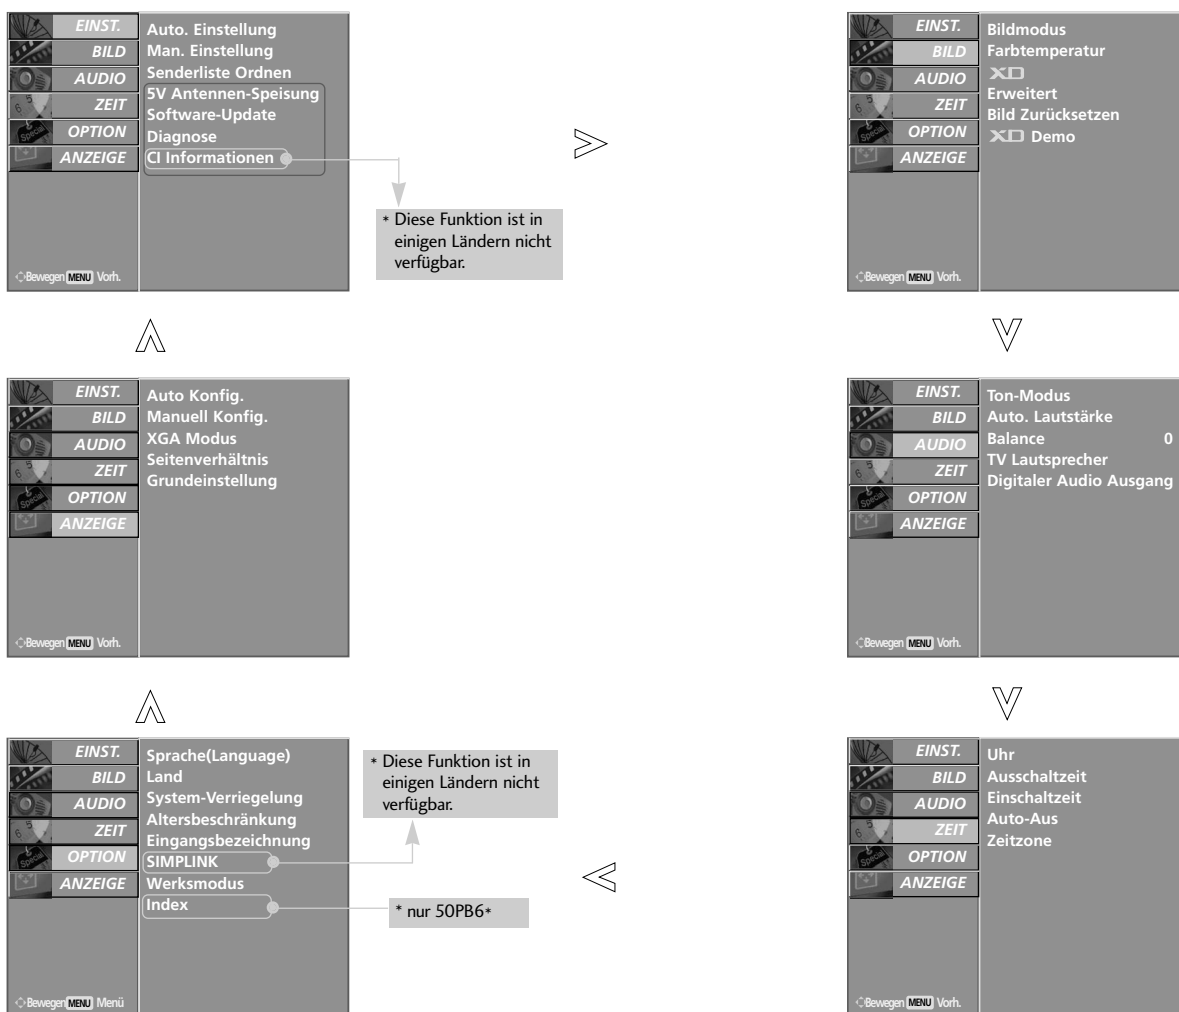 EINST.
BILD
AUDIO
ZEIT
OPTION
ANZEIGE
Bewegen MENU Vorh.
Auto. Einstellung
Man. Einstellung
Senderliste Ordnen
5V Antennen-Speisung
Software-Update
Diagnose
CI Informationen
* Diese Funktion ist in
einigen Ländern nicht
verfügbar.
EINST.
BILD
AUDIO
ZEIT
OPTION
ANZEIGE
Bewegen MENU Vorh.
Bildmodus
Farbtemperatur
XD
Erweitert
Bild Zurücksetzen
XD Demo
EINST.
BILD
AUDIO
ZEIT
OPTION
ANZEIGE
Bewegen MENU Vorh.
Auto Konfig.
Manuell Konfig.
XGA Modus
Seitenverhältnis
Grundeinstellung
EINST.
BILD
AUDIO
ZEIT
OPTION
ANZEIGE
Bewegen MENU Vorh.
Ton-Modus
Auto. Lautstärke
Balance 0
TV Lautsprecher
Digitaler Audio Ausgang
EINST.
BILD
AUDIO
ZEIT
OPTION
ANZEIGE
Bewegen MENU Menü
Sprache(Language)
Land
System-Verriegelung
Altersbeschränkung
Eingangsbezeichnung
SIMPLINK
Werksmodus
Index
* Diese Funktion ist in
einigen Ländern nicht
verfügbar.
* nur 50PB6*
EINST.
BILD
AUDIO
ZEIT
OPTION
ANZEIGE
Bewegen MENU Vorh.
Uhr
Ausschaltzeit
Einschaltzeit
Auto-Aus
Zeitzone